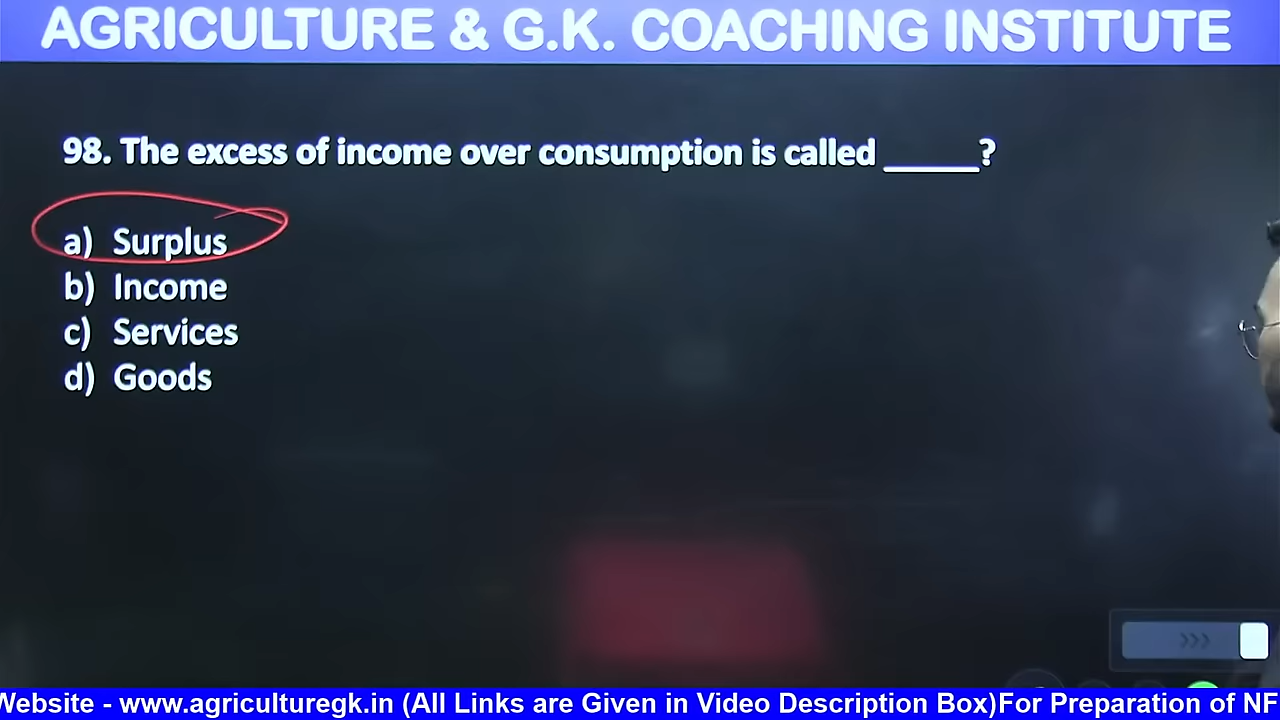 AGRICULTURE & G.K. COACHING INSTITUTE
98. The excess of income over consumption is called ______?
a) Surplus
b) Income
c) Services
d) Goods
Website - www.agriculturegk.in (All Links are Given in Video Description Box)For Preparation of NF